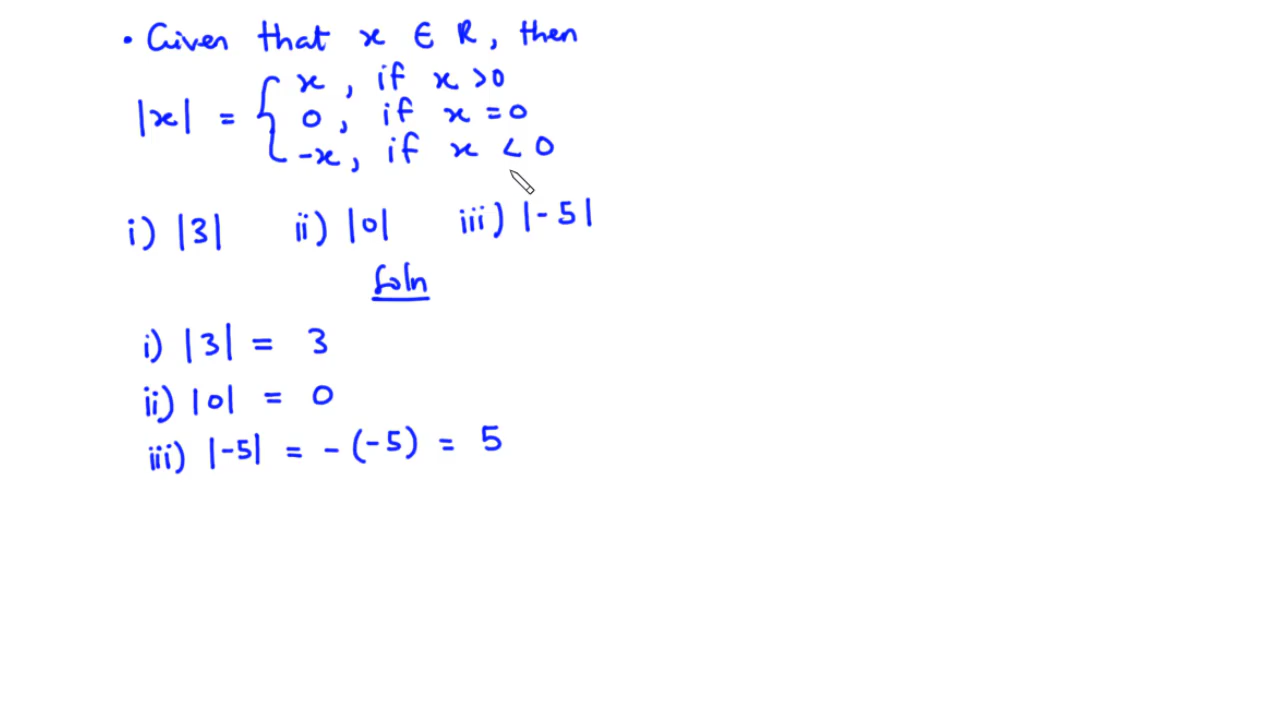 • Given that x ∈ R, then
x, if x >0
|x| = { 0, if x =0
-x, if x < 0
i) |3| ii) |0| iii) |-5|
Soln
i) |3| = 3
ii) |0| = 0
iii) |-5| = -(-5) = 5